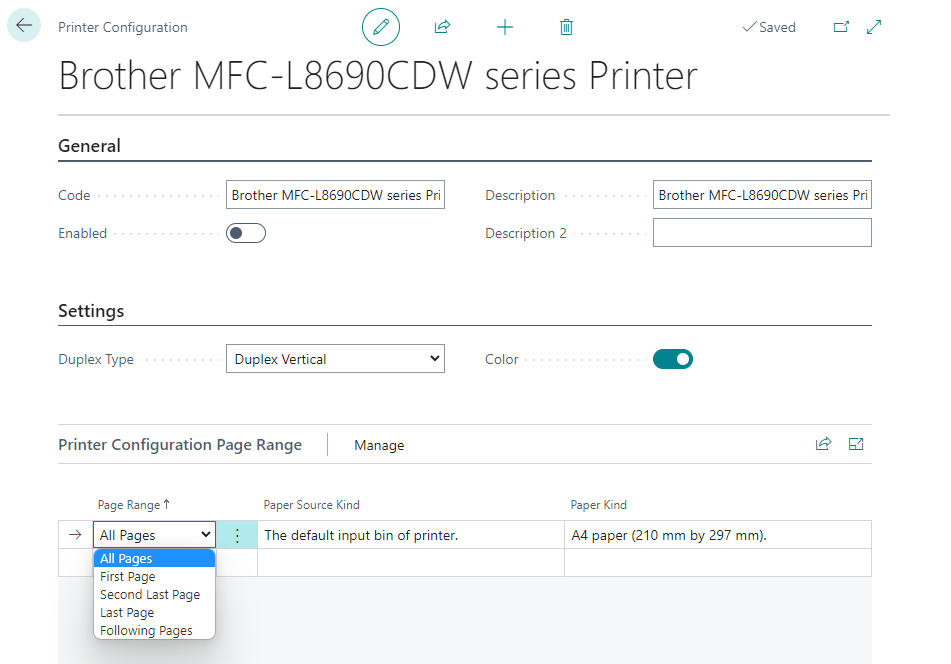 Printer Configuration
Saved
Brother MFC-L8690CDW series Printer
General
Code Brother MFC-L8690CDW series Pri
Description Brother MFC-L8690CDW series Pri
Enabled
Description 2
Settings
Duplex Type Duplex Vertical
Color
Printer Configuration Page Range Manage
Page Range↑ Paper Source Kind Paper Kind
All Pages The default input bin of printer. A4 paper (210 mm by 297 mm).
All Pages
First Page
Second Last Page
Last Page
Following Pages